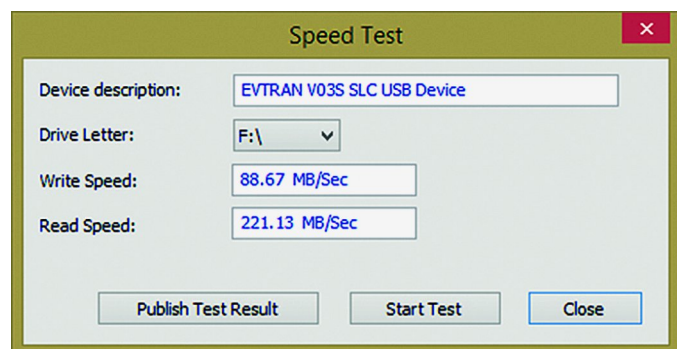 Speed Test
Device description: EVTRAN V03S SLC USB Device
Drive Letter: F:\
Write Speed: 88.67 MB/Sec
Read Speed: 221.13 MB/Sec
Publish Test Result Start Test Close